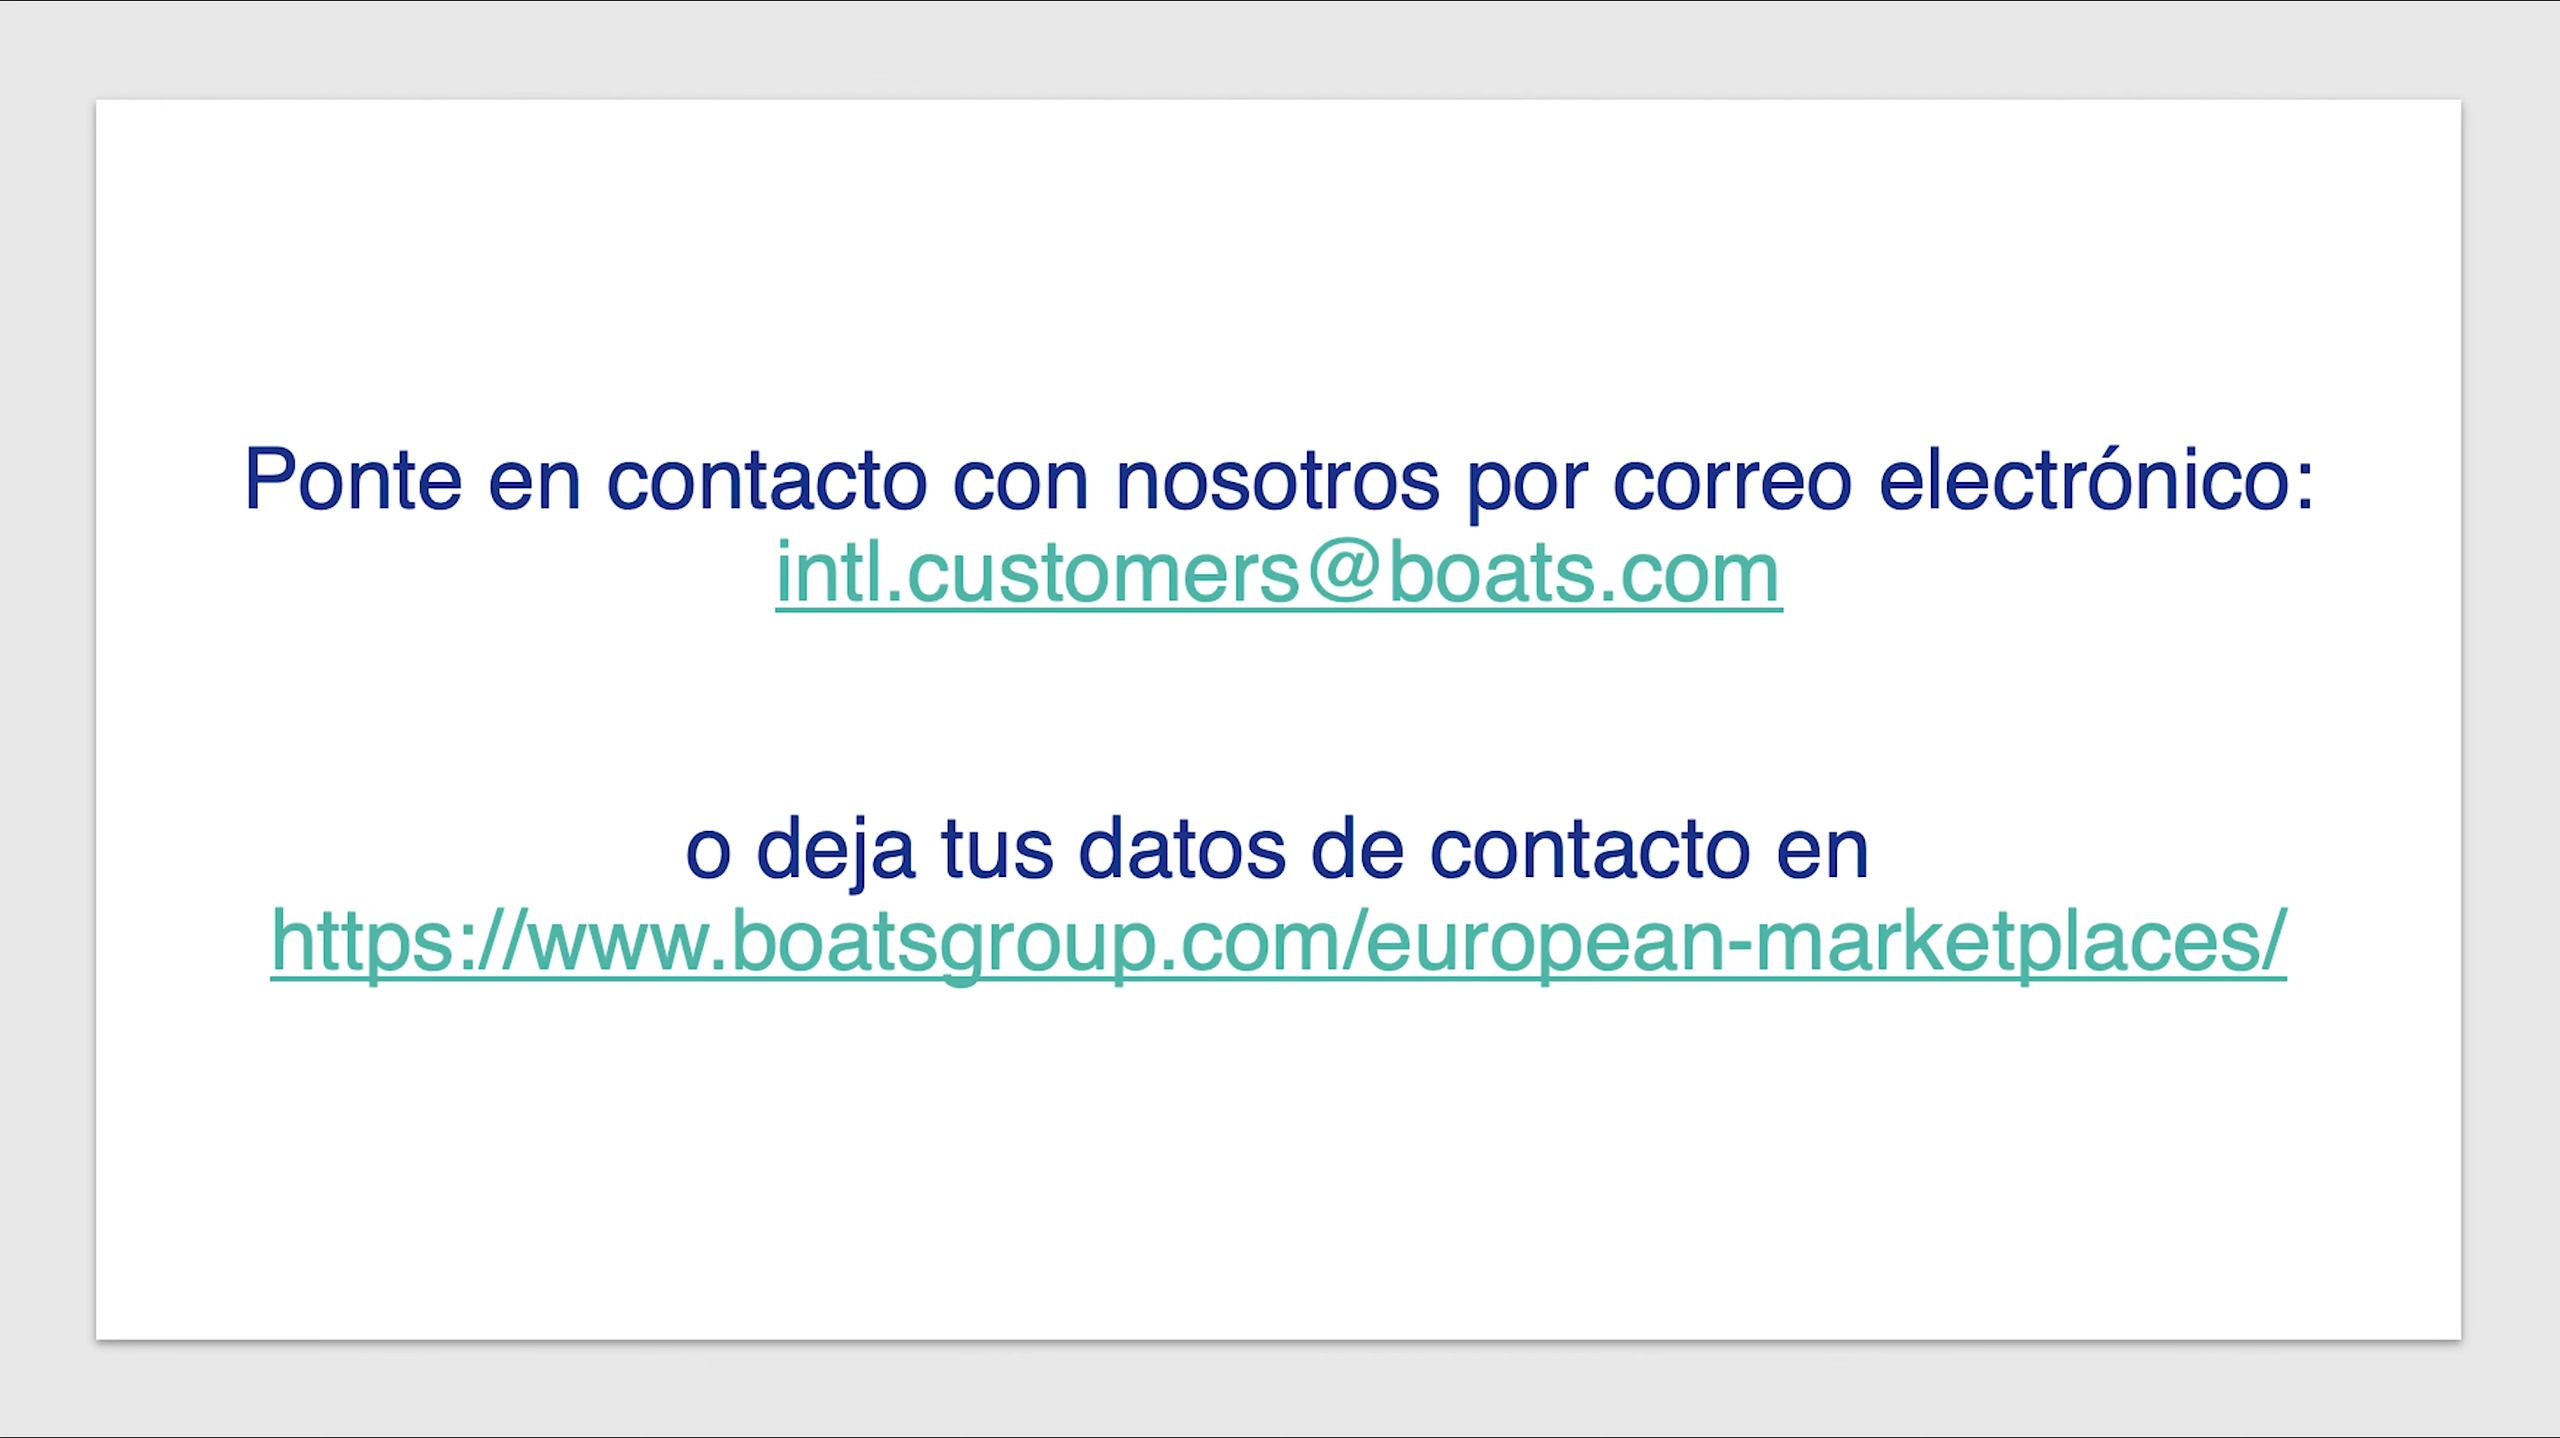 Ponte en contacto con nosotros por correo electrónico:
intl.customers@boats.com
o deja tus datos de contacto en
https://www.boatsgroup.com/european-marketplaces/